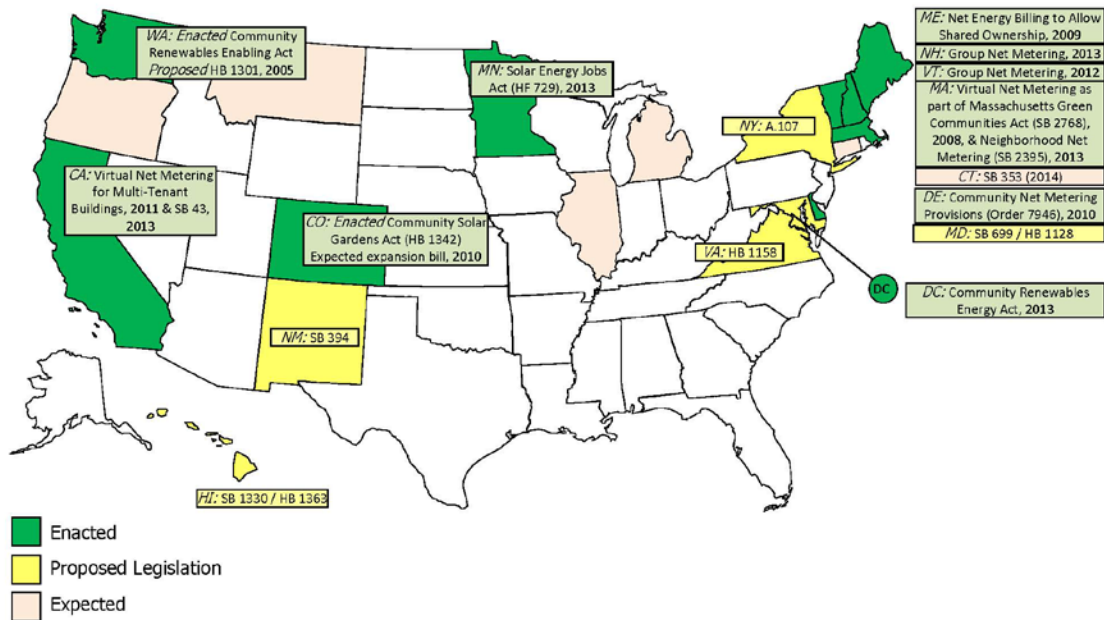 WA: Enacted Community
Renewables Enabling Act
Proposed HB 1301, 2005
MN: Solar Energy Jobs
Act (HF 729), 2013
ME: Net Energy Billing to Allow
Shared Ownership, 2009
NH: Group Net Metering, 2013
VT: Group Net Metering, 2012
MA: Virtual Net Metering as
part of Massachusetts Green
Communities Act (SB 2768),
2008, & Neighborhood Net
Metering (SB 2395), 2013
CT: SB 353 (2014)
DE: Community Net Metering
Provisions (Order 7946), 2010
MD: SB 699 / HB 1128
NY: A.107
CA: Virtual Net Metering
for Multi-Tenant
Buildings, 2011 & SB 43,
2013
CO: Enacted Community Solar
Gardens Act (HB 1342)
Expected expansion bill, 2010
VA: HB 1158
DC
DC: Community Renewables
Energy Act, 2013
NM: SB 394
HI: SB 1330 / HB 1363
Enacted
Proposed Legislation
Expected